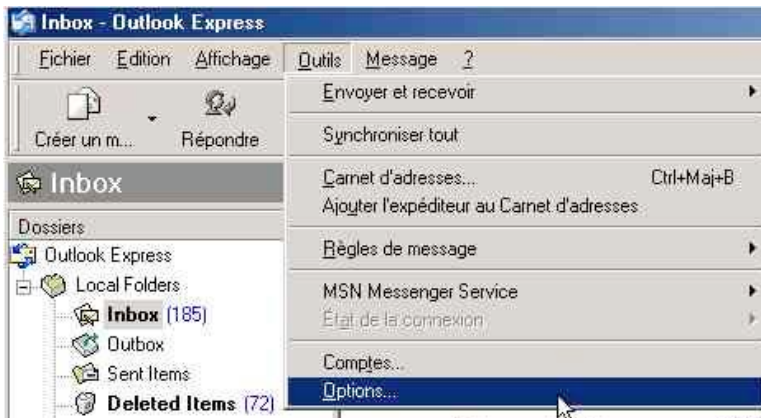 Inbox - Outlook Express
Fichier Edition Affichage Outils Message ?
Créer un m... Répondre
Envoyer et recevoir
Synchroniser tout
Carnet d'adresses... Ctrl+Maj+B
Ajouter l'expéditeur au Carnet d'adresses
Règles de message
MSN Messenger Service
État de la connexion
Comptes...
Options...
Inbox
Dossiers
Outlook Express
Local Folders
Inbox (185)
Outbox
Sent Items
Deleted Items (72)